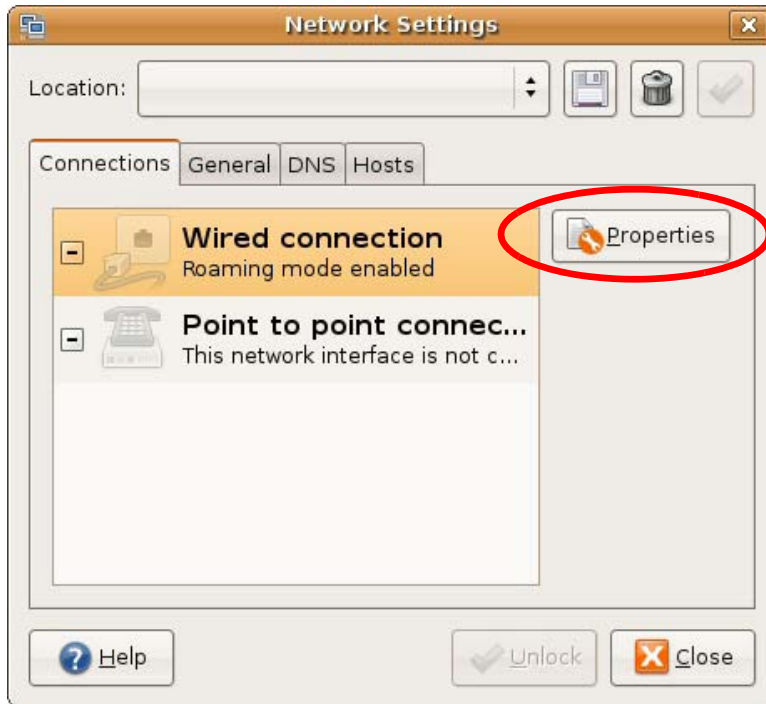 Network Settings
Location:
Connections General DNS Hosts
Wired connection
Roaming mode enabled
Properties
Point to point connec...
This network interface is not c...
Help
Unlock
Close